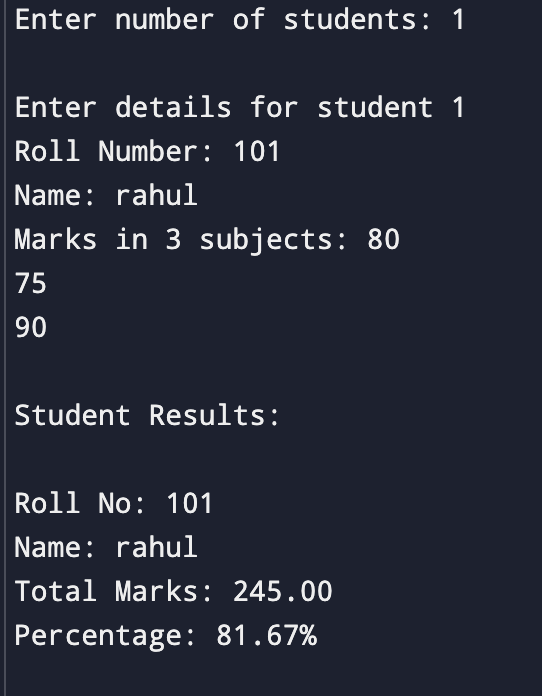 Enter number of students: 1
Enter details for student 1
Roll Number: 101
Name: rahul
Marks in 3 subjects: 80
75
90
Student Results:
Roll No: 101
Name: rahul
Total Marks: 245.00
Percentage: 81.67%